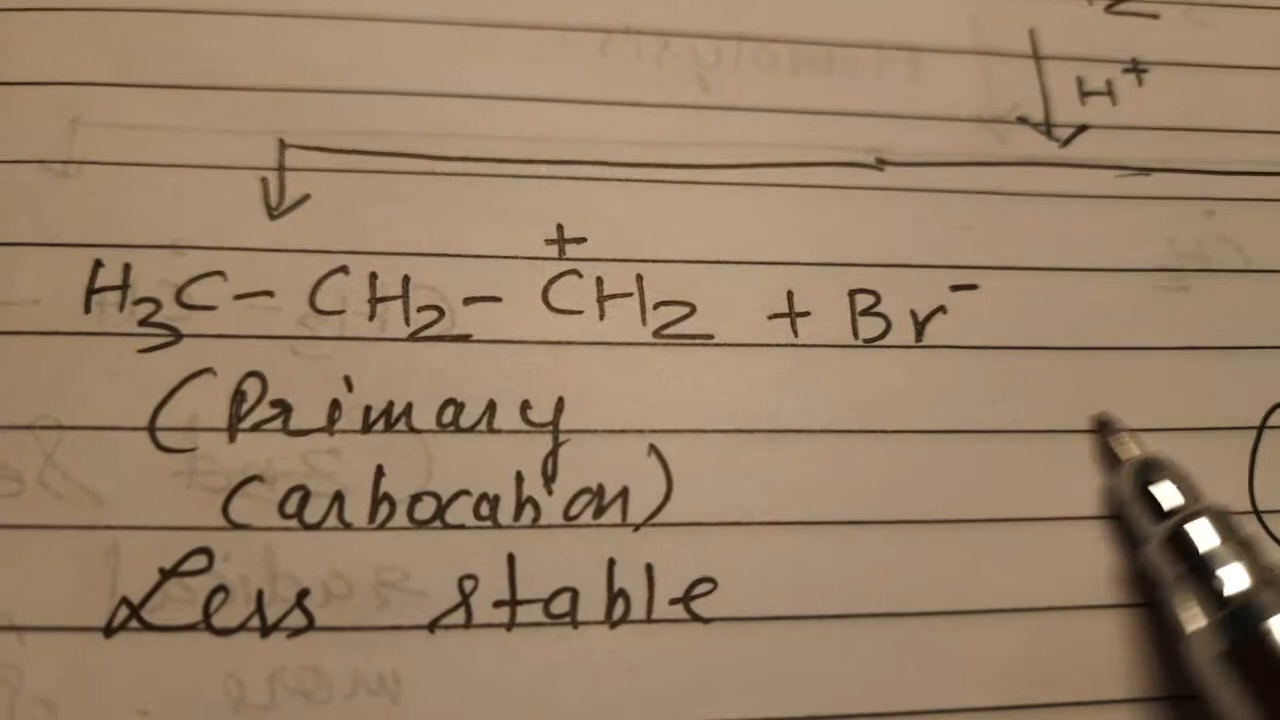 H⁺
H₃C – CH₂ – C⁺H₂ + Br⁻
(Primary
Carbocation)
Less stable